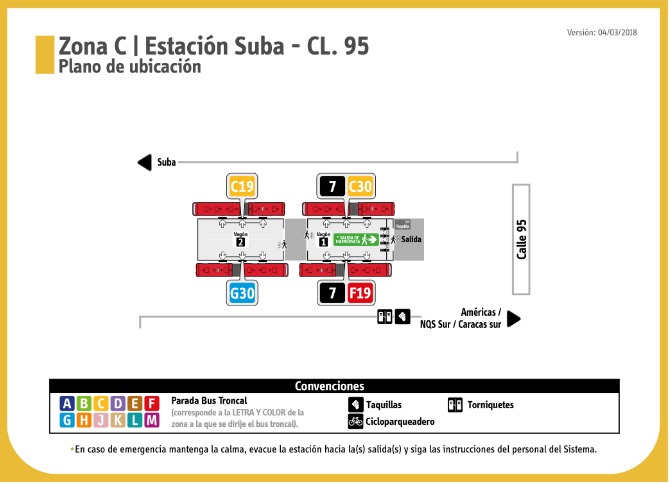 Zona C | Estación Suba - CL. 95
Plano de ubicación
Versión: 04/03/2018
Suba
C19
7 C30
Vagón
2
Vagón
1
SALIDA DE
EMERGENCIA
Taquilla
Salida
Calle 95
G30
7 F19
Américas /
NQS Sur / Caracas sur
Convenciones
A B C D E F
G H J K L M
Parada Bus Troncal
(corresponde a la LETRA Y COLOR de la
zona a la que se dirije el bus troncal).
Taquillas
Cicloparqueadero
Torniquetes
*En caso de emergencia mantenga la calma, evacue la estación hacia la(s) salida(s) y siga las instrucciones del personal del Sistema.